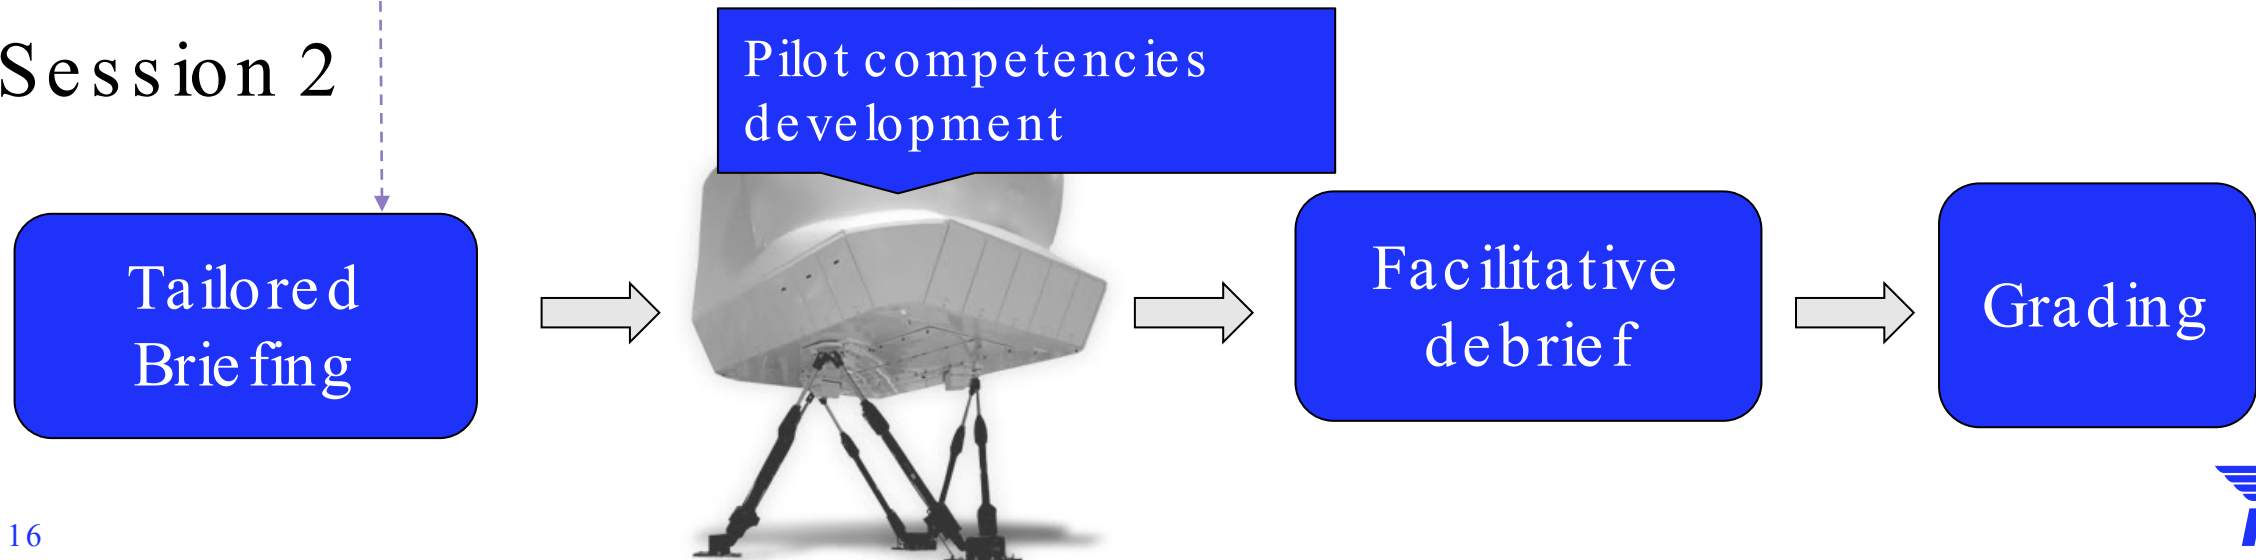 Session 2
Pilot competencies
development
Tailored
Briefing
Facilitative
debrief
Grading
16